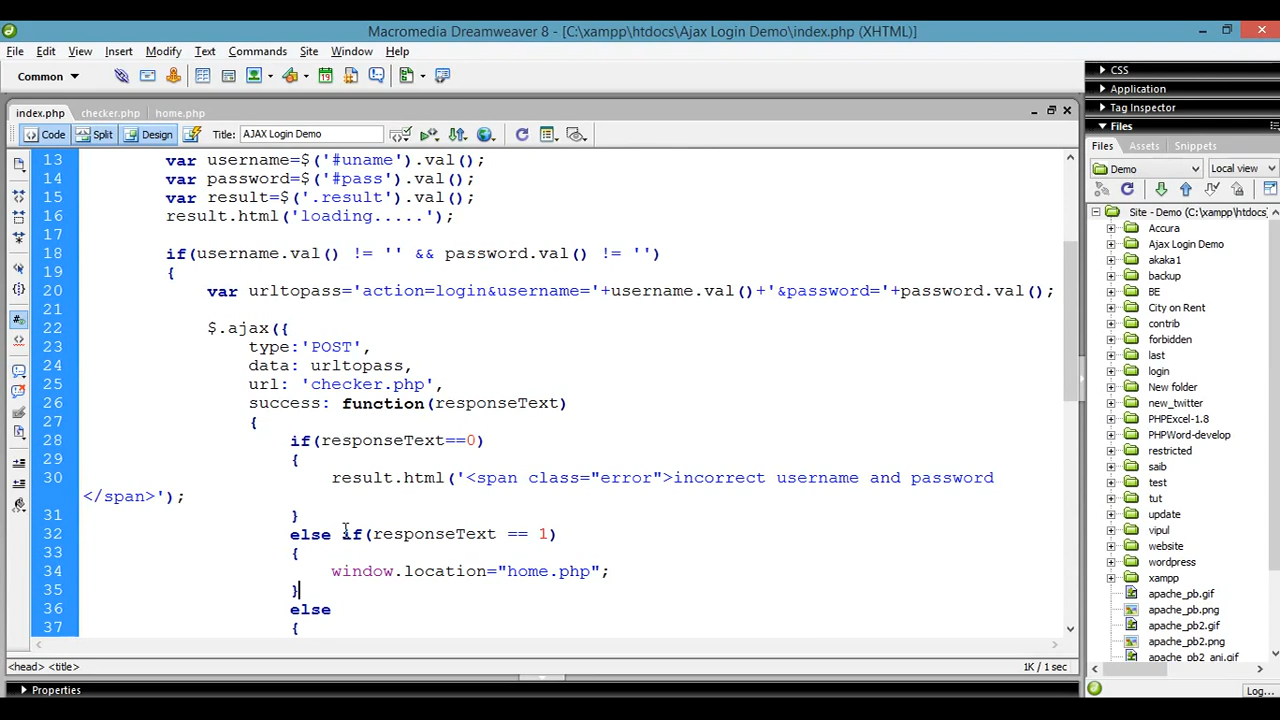 Macromedia Dreamweaver 8 - [C:\xampp\htdocs\Ajax Login Demo\index.php (XHTML)]
File Edit View Insert Modify Text Commands Site Window Help
Common
index.php checker.php home.php
Code Split Design Title: AJAX Login Demo
13 var username=$('#uname').val();
14 var password=$('#pass').val();
15 var result=$('.result').val();
16 result.html('loading.....');
17
18 if(username.val() != '' && password.val() != '')
19 {
20 var urltopass='action=login&username='+username.val()+'&password='+password.val();
21
22 $.ajax({
23 type:'POST',
24 data: urltopass,
25 url: 'checker.php',
26 success: function(responseText)
27 {
28 if(responseText==0)
29 {
30 result.html('<span class="error">incorrect username and password
</span>');
31 }
32 else if(responseText == 1)
33 {
34 window.location="home.php";
35 }
36 else
37 {
<head> <title>
1K / 1 sec
Properties
CSS
Application
Tag Inspector
Files
Files Assets Snippets
Demo Local view
Site - Demo (C:\xampp\htdocs)
Accura
Ajax Login Demo
akaka1
backup
BE
City on Rent
contrib
forbidden
last
login
New folder
new_twitter
PHPExcel-1.8
PHPWord-develop
restricted
saib
test
tut
update
vipul
website
wordpress
xampp
apache_pb.gif
apache_pb.png
apache_pb2.gif
apache_pb2.png
apache_pb2_ani.gif
Log...